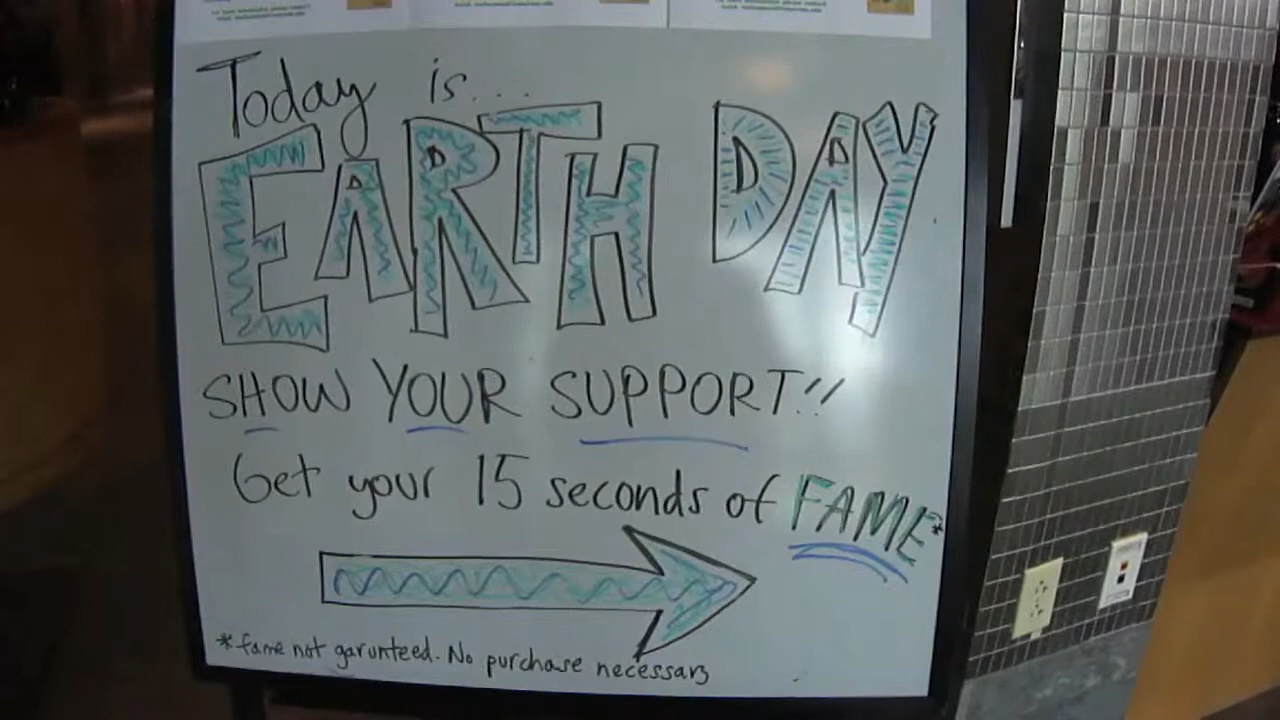 Today is...
EARTH DAY
SHOW YOUR SUPPORT!!
Get your 15 seconds of FAME*
*fame not garunteed. No purchase necessary